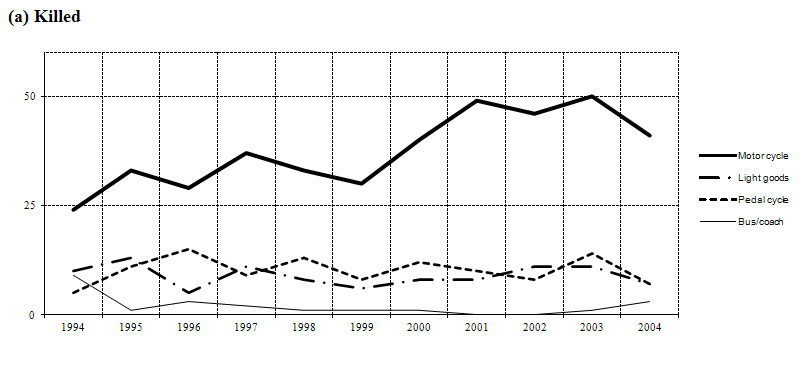 (a) Killed
50
25
0
1994 1995 1996 1997 1998 1999 2000 2001 2002 2003 2004
Motor cycle
Light goods
Pedal cycle
Bus/coach